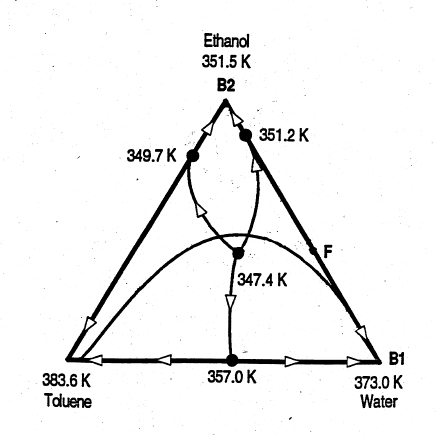 Ethanol
351.5 K
B2
351.2 K
349.7 K
F
347.4 K
B1
383.6 K
357.0 K
373.0 K
Toluene
Water